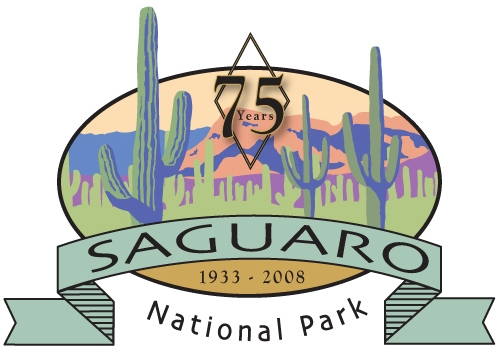 75
Years
SAGUARO
1933 - 2008
National Park